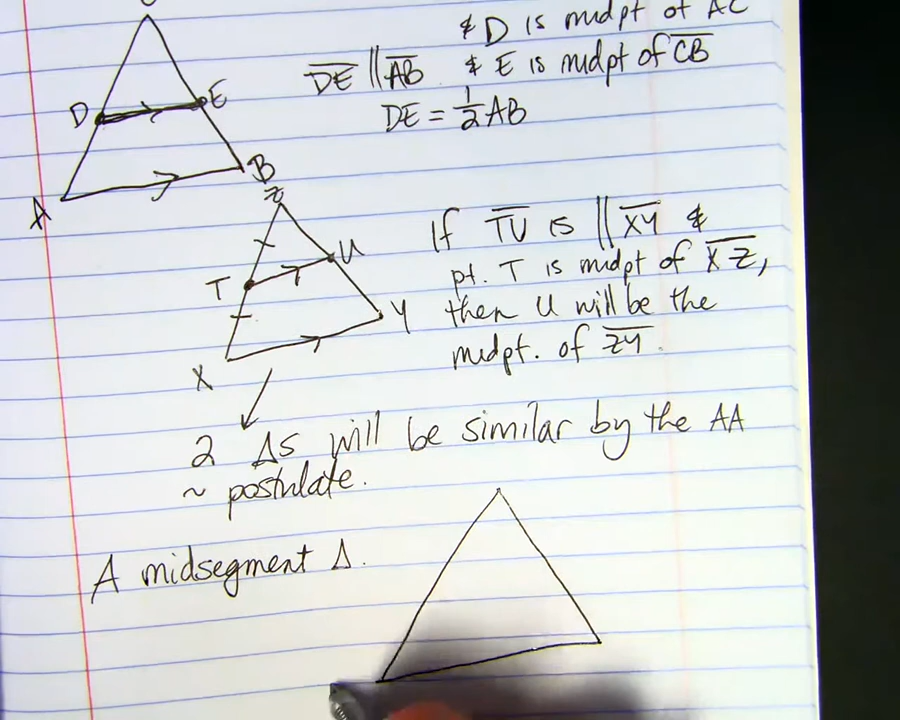 & D is midpt of AC
D E DE || AB & E is midpt of CB
DE = 1/2 AB
A B
Z
If TU is || XY &
T U pt. T is midpt of XZ,
Y then U will be the
X midpt. of ZY.
2 Δs will be similar by the AA
~ postulate.
A midsegment Δ.